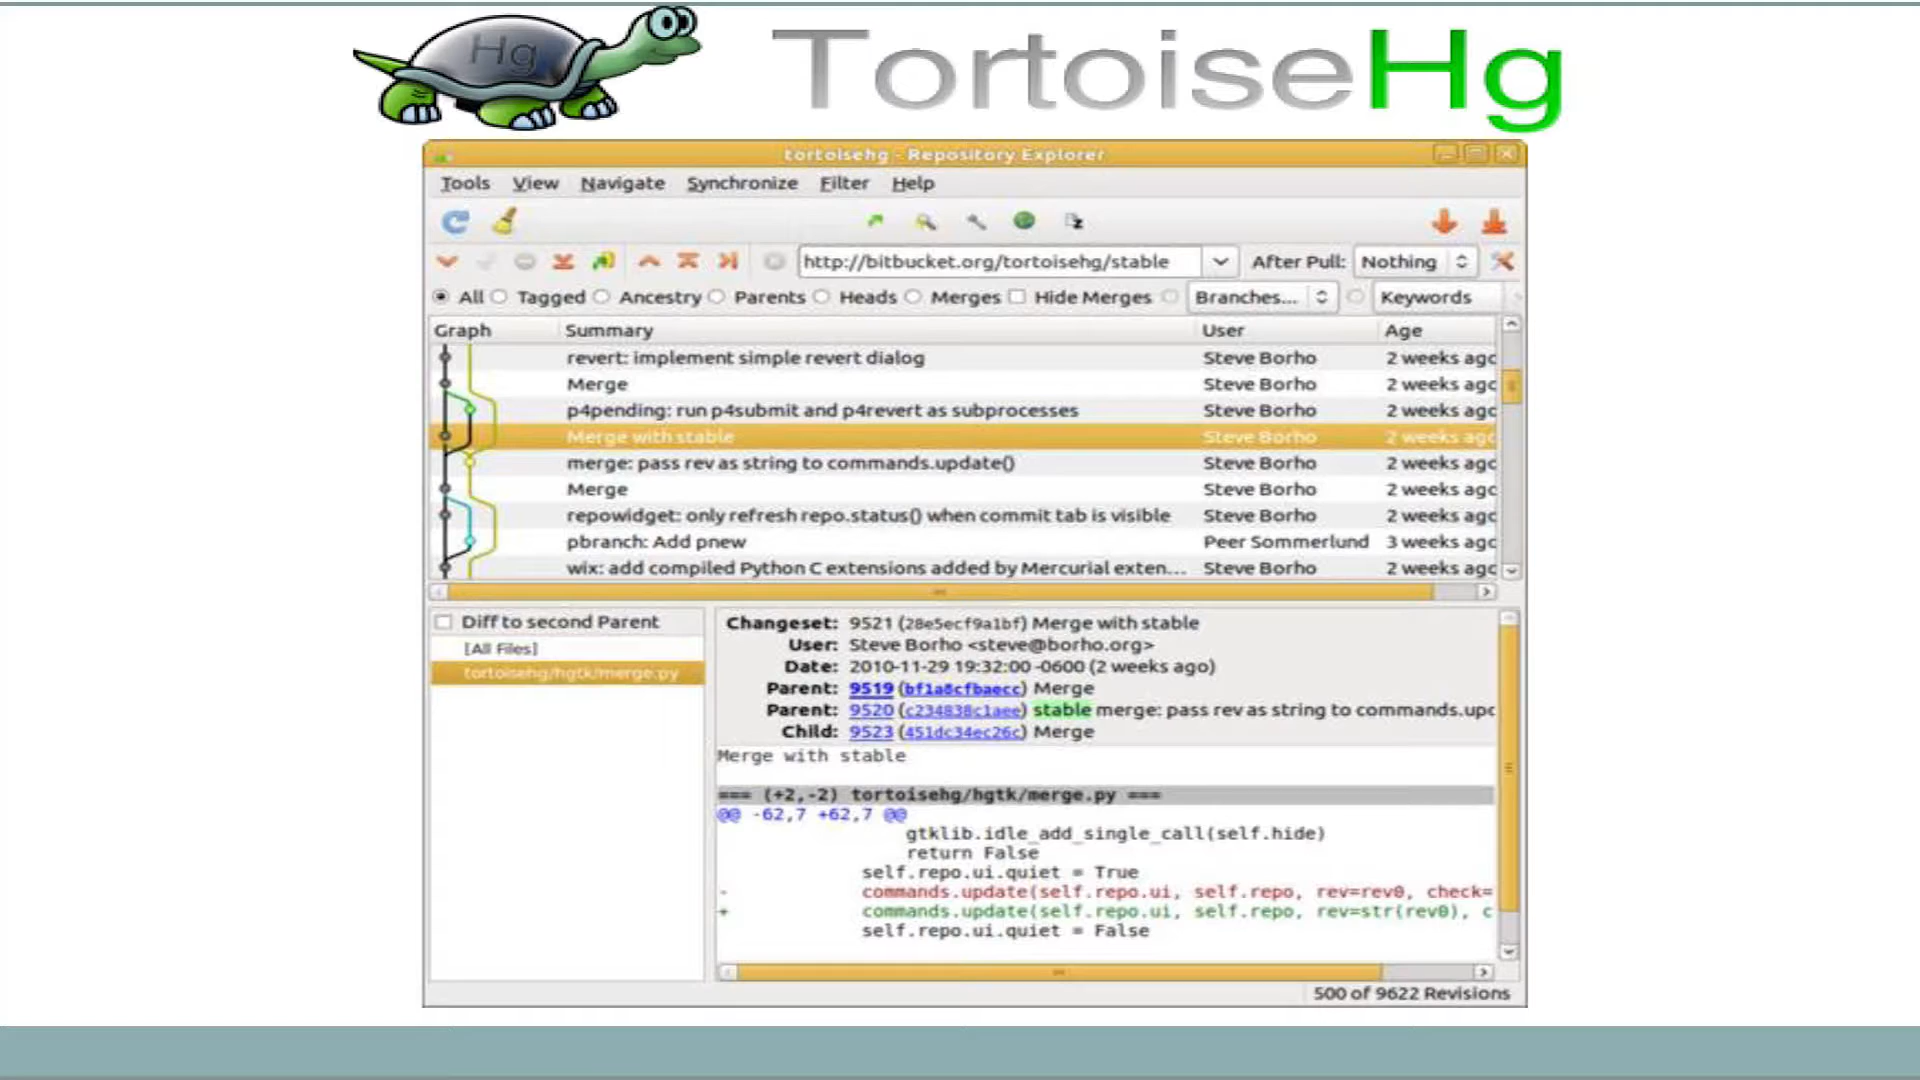 Hg
TortoiseHg
tortoisehg - Repository Explorer
Tools View Navigate Synchronize Filter Help
http://bitbucket.org/tortoisehg/stable After Pull: Nothing
All Tagged Ancestry Parents Heads Merges Hide Merges Branches... Keywords
Graph Summary User Age
revert: implement simple revert dialog Steve Borho 2 weeks ago
Merge Steve Borho 2 weeks ago
p4pending: run p4submit and p4revert as subprocesses Steve Borho 2 weeks ago
Merge with stable Steve Borho 2 weeks ago
merge: pass rev as string to commands.update() Steve Borho 2 weeks ago
Merge Steve Borho 2 weeks ago
repowidget: only refresh repo.status() when commit tab is visible Steve Borho 2 weeks ago
pbranch: Add pnew Peer Sommerlund 3 weeks ago
wix: add compiled Python C extensions added by Mercurial exten... Steve Borho 2 weeks ago
Diff to second Parent
[All Files]
tortoisehg/hgtk/merge.py
Changeset: 9521 (28e5ecf9a1bf) Merge with stable
User: Steve Borho <steve@borho.org>
Date: 2010-11-29 19:32:00 -0600 (2 weeks ago)
Parent: 9519 (bf1a8cfbaecc) Merge
Parent: 9520 (c234838c1aee) stable merge: pass rev as string to commands.upc
Child: 9523 (451dc34ec26c) Merge
Merge with stable
=== (+2,-2) tortoisehg/hgtk/merge.py ===
@@ -62,7 +62,7 @@
gtklib.idle_add_single_call(self.hide)
return False
self.repo.ui.quiet = True
- commands.update(self.repo.ui, self.repo, rev=rev0, check=
+ commands.update(self.repo.ui, self.repo, rev=str(rev0), c
self.repo.ui.quiet = False
500 of 9622 Revisions